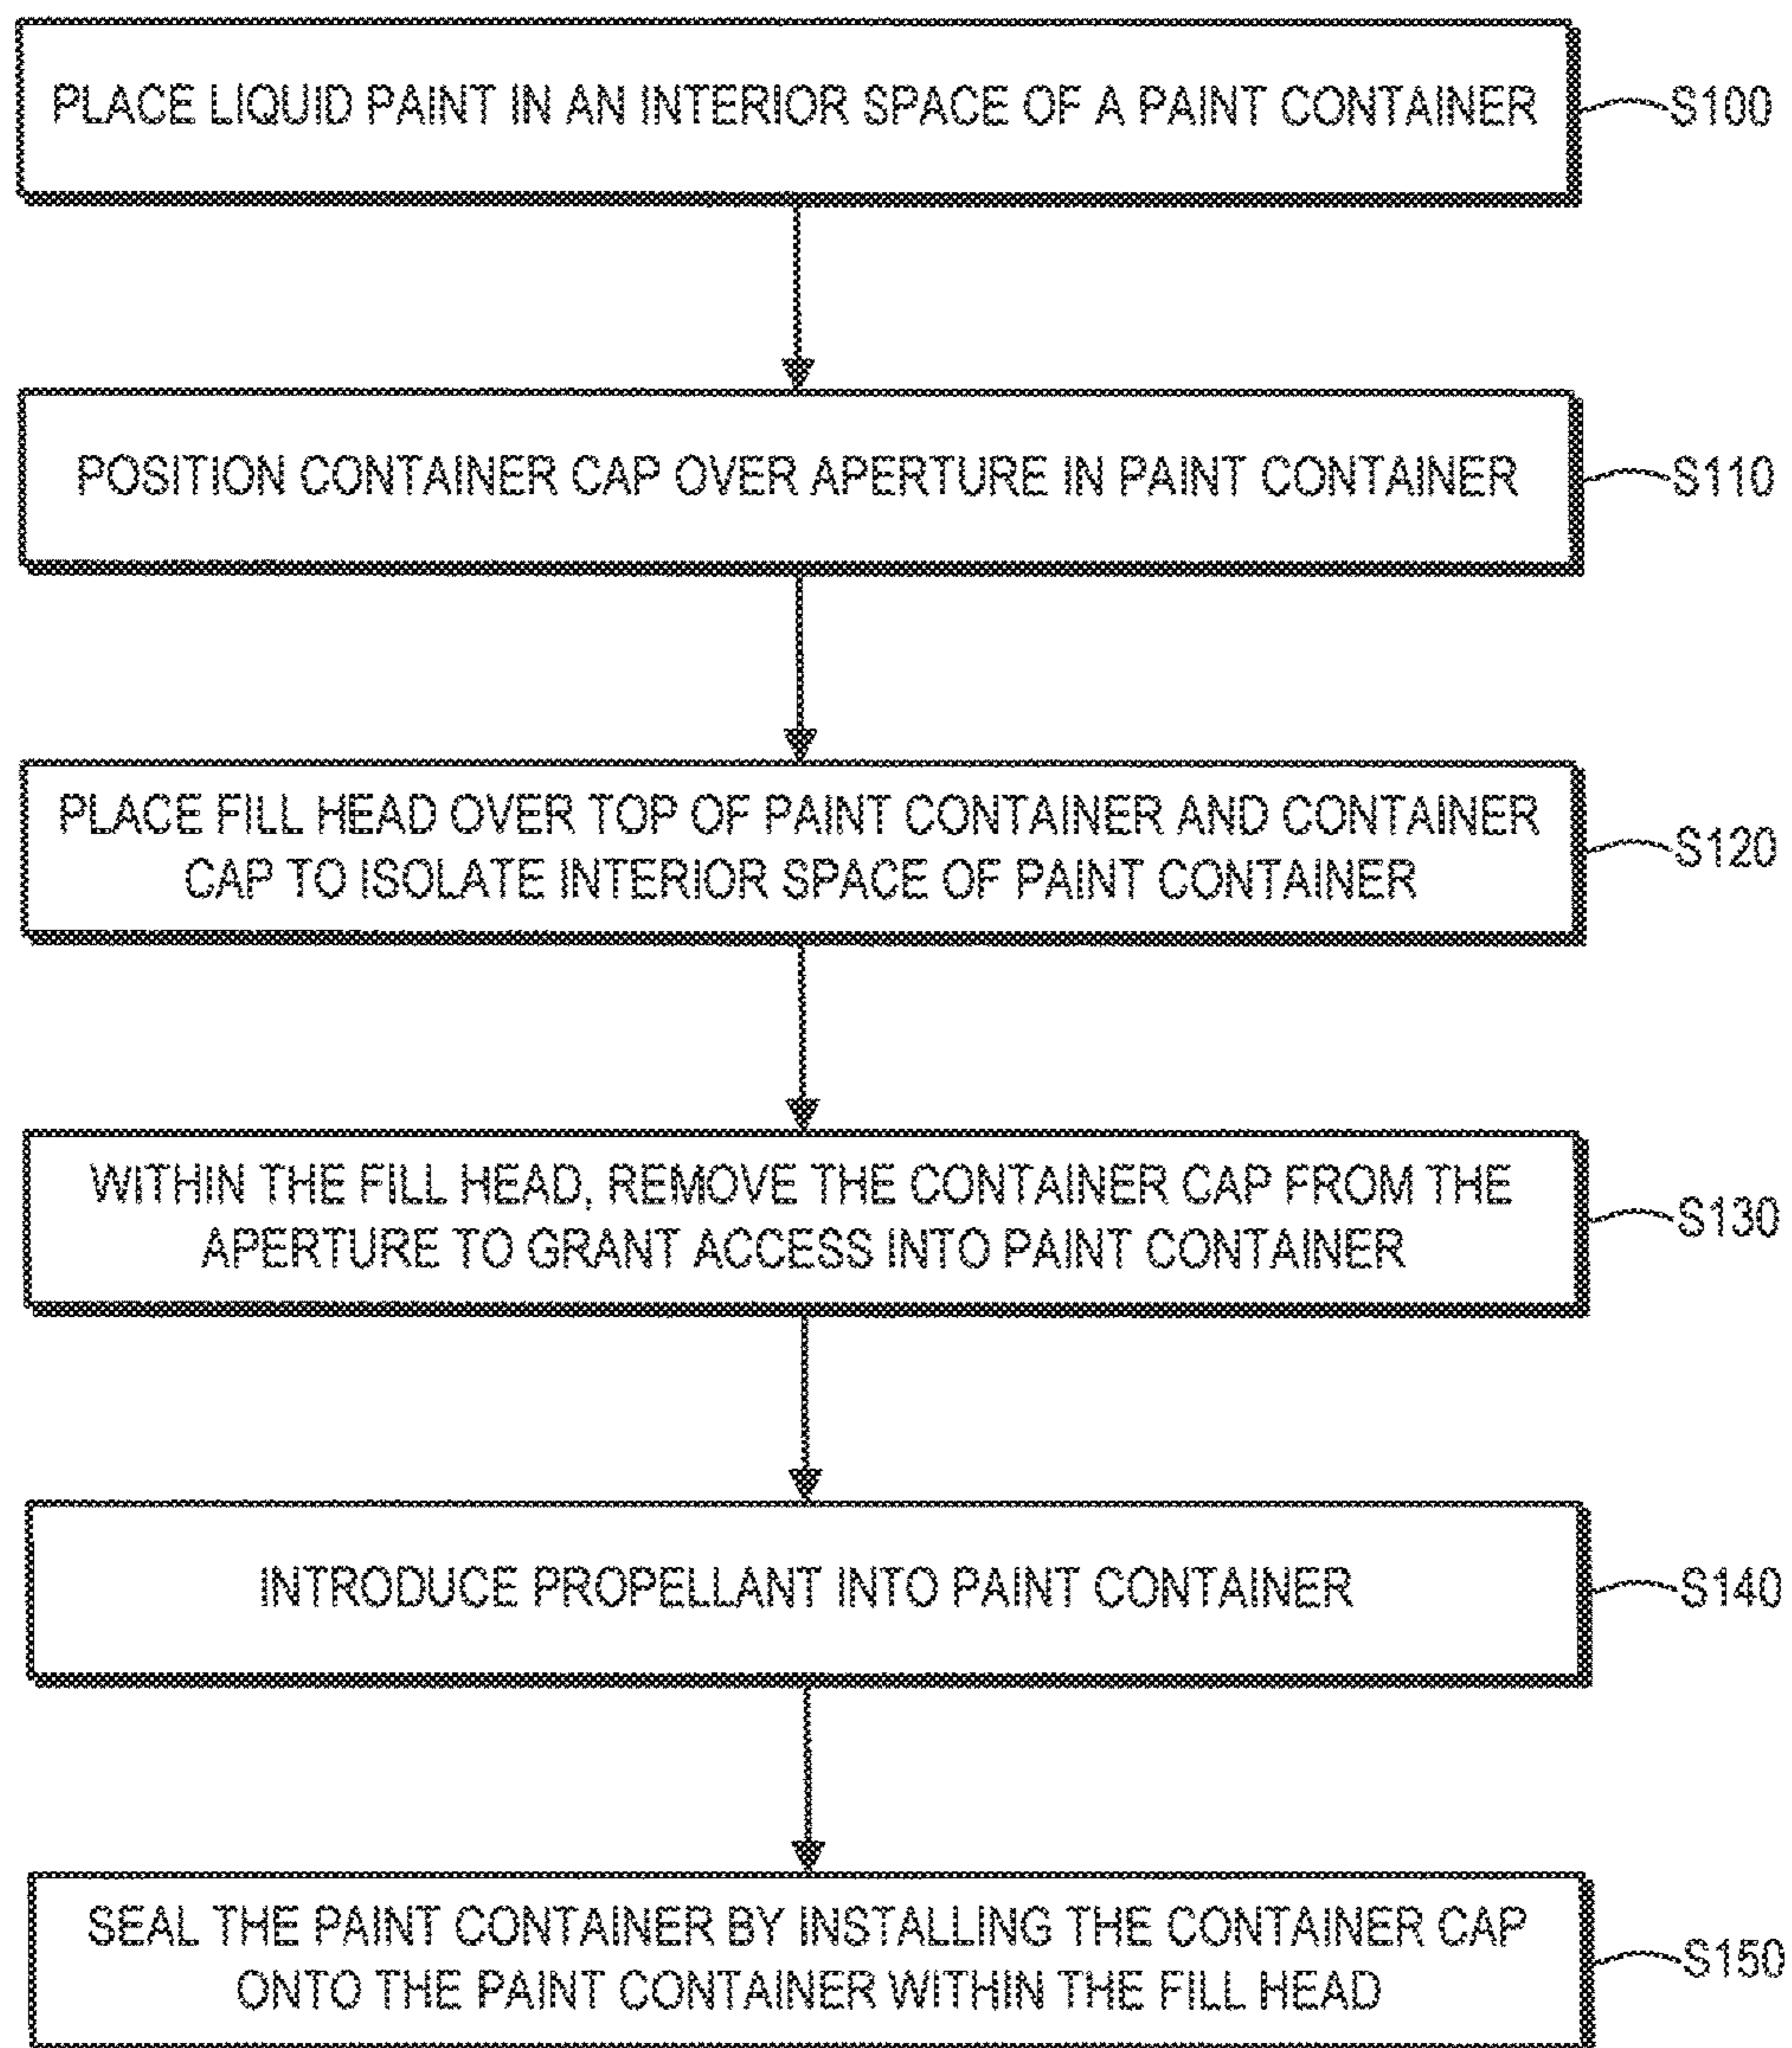 PLACE LIQUID PAINT IN AN INTERIOR SPACE OF A PAINT CONTAINER
S100
POSITION CONTAINER CAP OVER APERTURE IN PAINT CONTAINER
S110
PLACE FILL HEAD OVER TOP OF PAINT CONTAINER AND CONTAINER
CAP TO ISOLATE INTERIOR SPACE OF PAINT CONTAINER
S120
WITHIN THE FILL HEAD, REMOVE THE CONTAINER CAP FROM THE
APERTURE TO GRANT ACCESS INTO PAINT CONTAINER
S130
INTRODUCE PROPELLANT INTO PAINT CONTAINER
S140
SEAL THE PAINT CONTAINER BY INSTALLING THE CONTAINER CAP
ONTO THE PAINT CONTAINER WITHIN THE FILL HEAD
S150